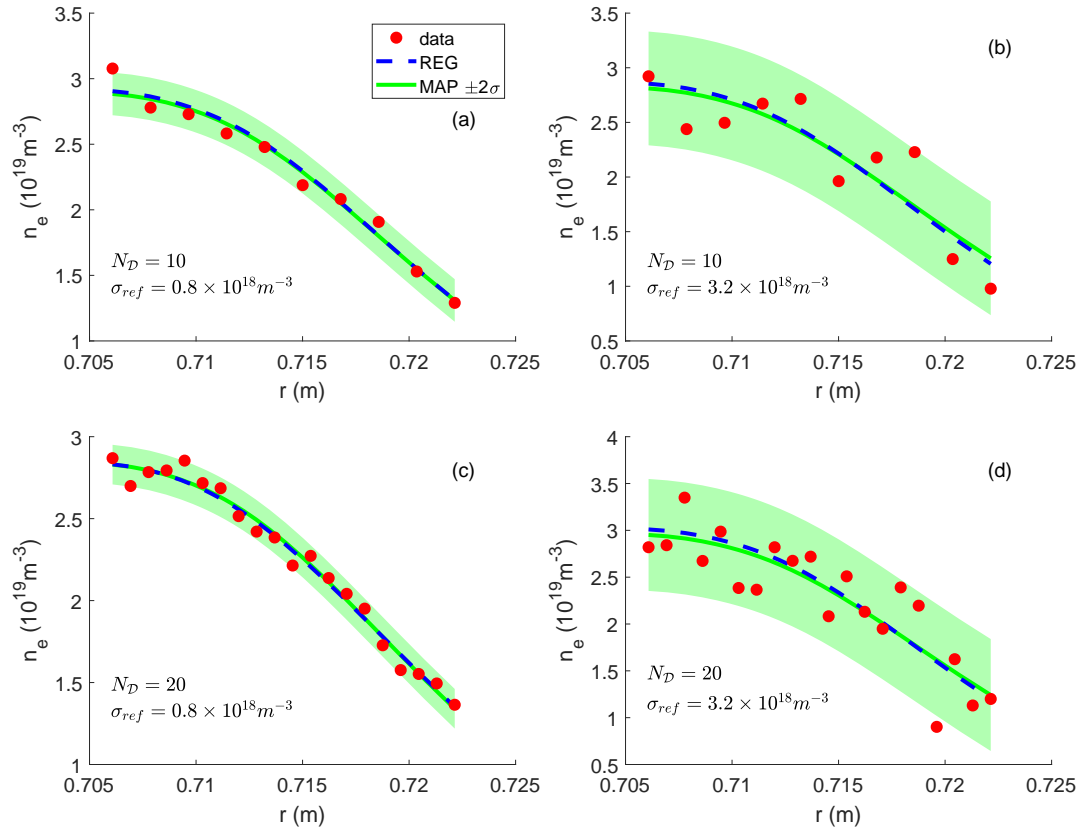 3.5
3
2.5
2
1.5
1
n_e (10^19 m^-3)
0.705 0.71 0.715 0.72 0.725
r (m)
data
REG
MAP ±2σ
(a)
N_D = 10
σ_ref = 0.8 × 10^18 m^-3
3.5
3
2.5
2
1.5
1
0.5
n_e (10^19 m^-3)
0.705 0.71 0.715 0.72 0.725
r (m)
(b)
N_D = 10
σ_ref = 3.2 × 10^18 m^-3
3
2.5
2
1.5
1
n_e (10^19 m^-3)
0.705 0.71 0.715 0.72 0.725
r (m)
(c)
N_D = 20
σ_ref = 0.8 × 10^18 m^-3
4
3.5
3
2.5
2
1.5
1
0.5
n_e (10^19 m^-3)
0.705 0.71 0.715 0.72 0.725
r (m)
(d)
N_D = 20
σ_ref = 3.2 × 10^18 m^-3